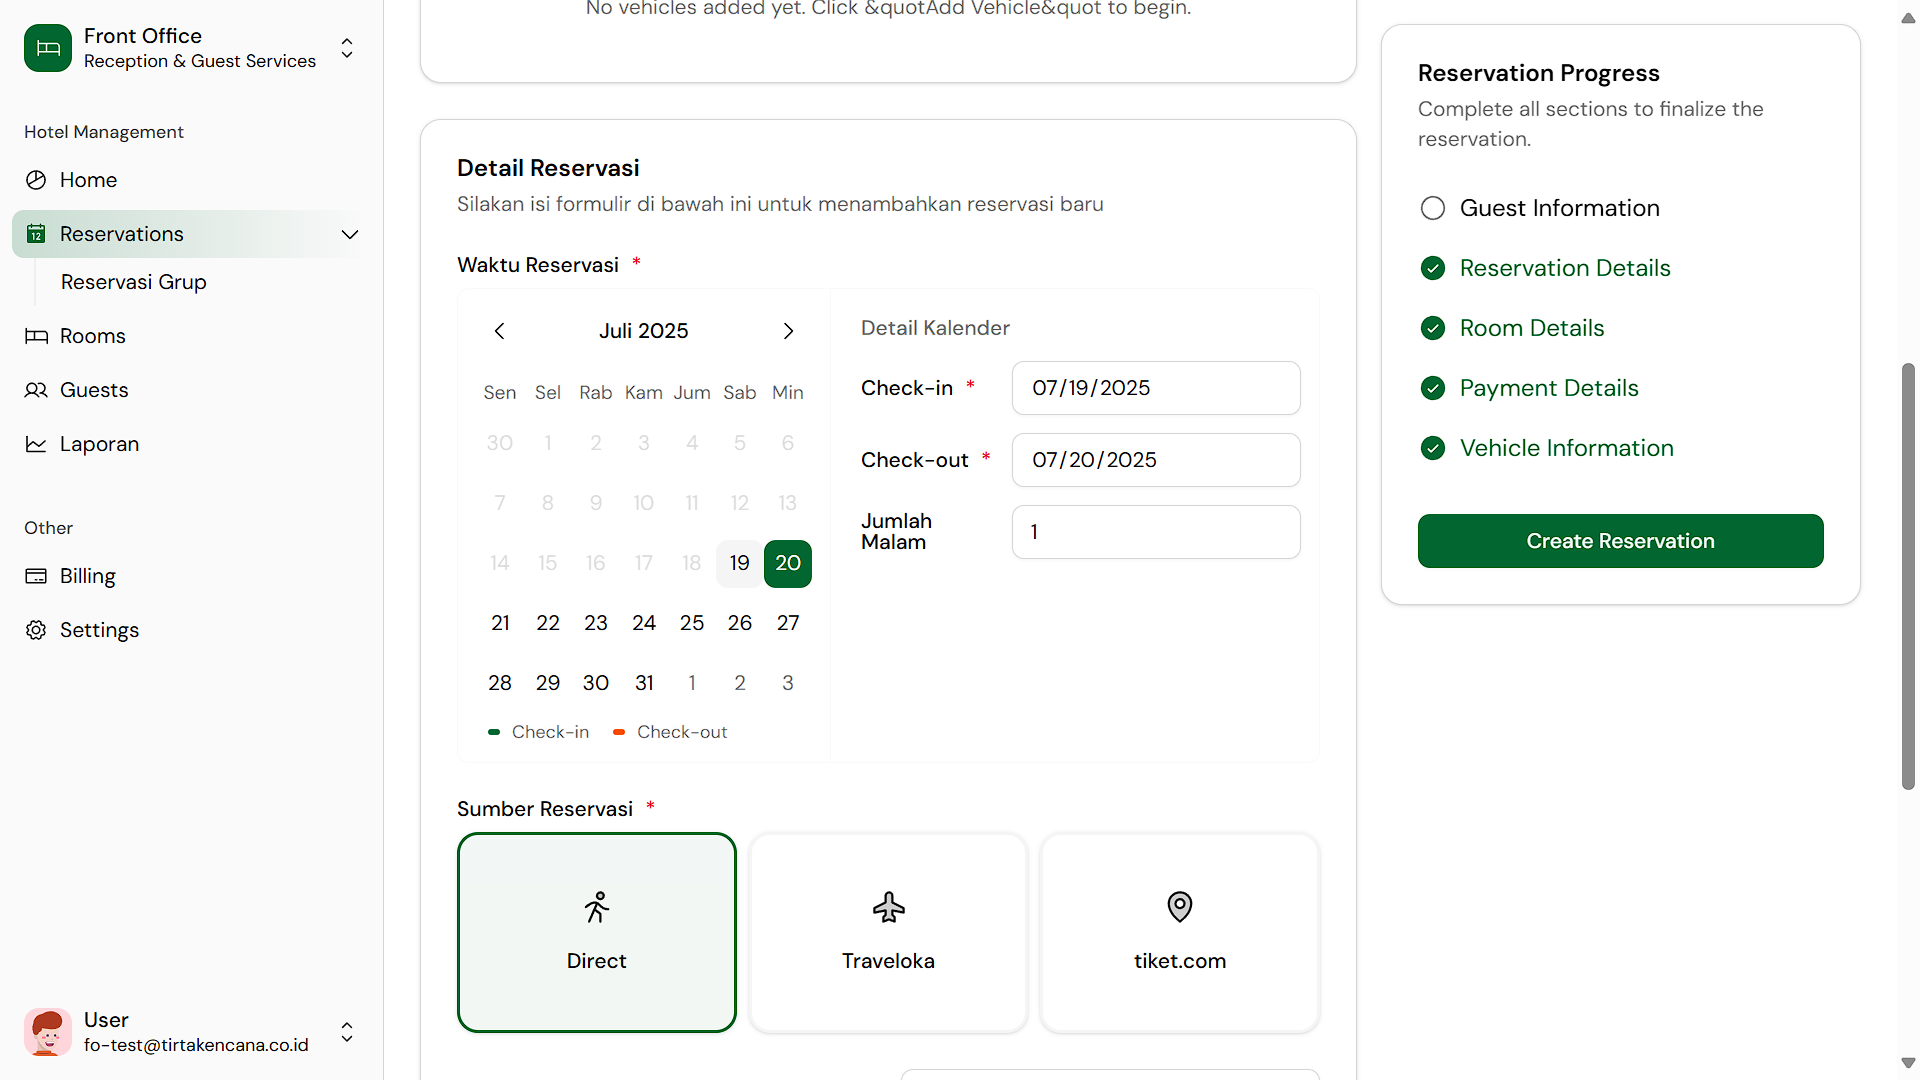 Front Office
Reception & Guest Services
Hotel Management
Home
12
Reservations
Reservasi Grup
Rooms
Guests
Laporan
Other
Billing
Settings
User
fo-test@tirtakencana.co.id
No vehicles added yet. Click &quotAdd Vehicle&quot to begin.
Detail Reservasi
Silakan isi formulir di bawah ini untuk menambahkan reservasi baru
Waktu Reservasi *
Juli 2025
Sen Sel Rab Kam Jum Sab Min
30 1 2 3 4 5 6
7 8 9 10 11 12 13
14 15 16 17 18 19 20
21 22 23 24 25 26 27
28 29 30 31 1 2 3
Check-in Check-out
Detail Kalender
Check-in * 07/19/2025
Check-out * 07/20/2025
Jumlah
Malam
1
Sumber Reservasi *
Direct
Traveloka
tiket.com
Reservation Progress
Complete all sections to finalize the
reservation.
Guest Information
Reservation Details
Room Details
Payment Details
Vehicle Information
Create Reservation